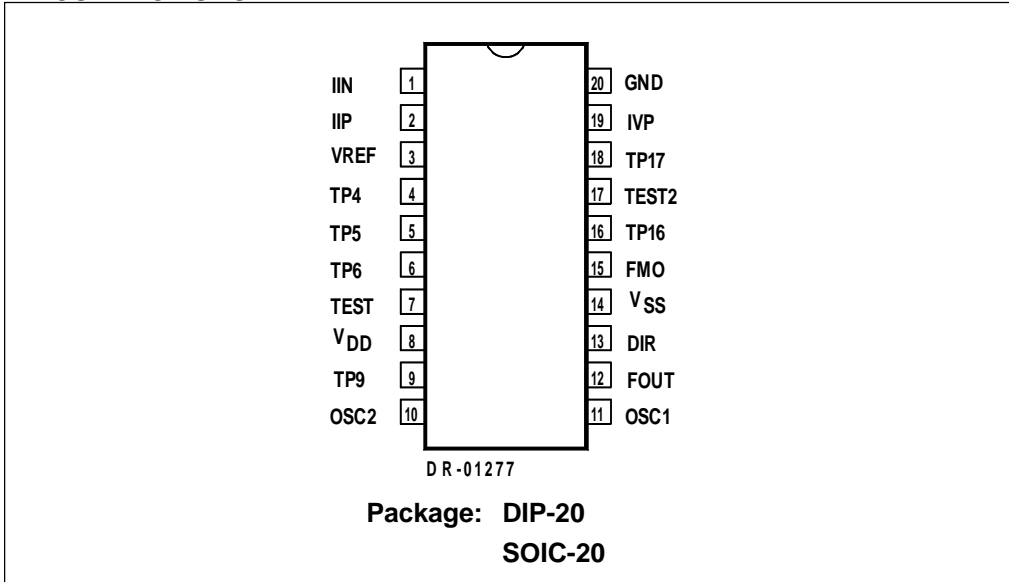 IIN 1 20 GND
IIP 2 19 IVP
VREF 3 18 TP17
TP4 4 17 TEST2
TP5 5 16 TP16
TP6 6 15 FMO
TEST 7 14 VSS
VDD 8 13 DIR
TP9 9 12 FOUT
OSC2 10 11 OSC1
DR-01277
Package: DIP-20
SOIC-20